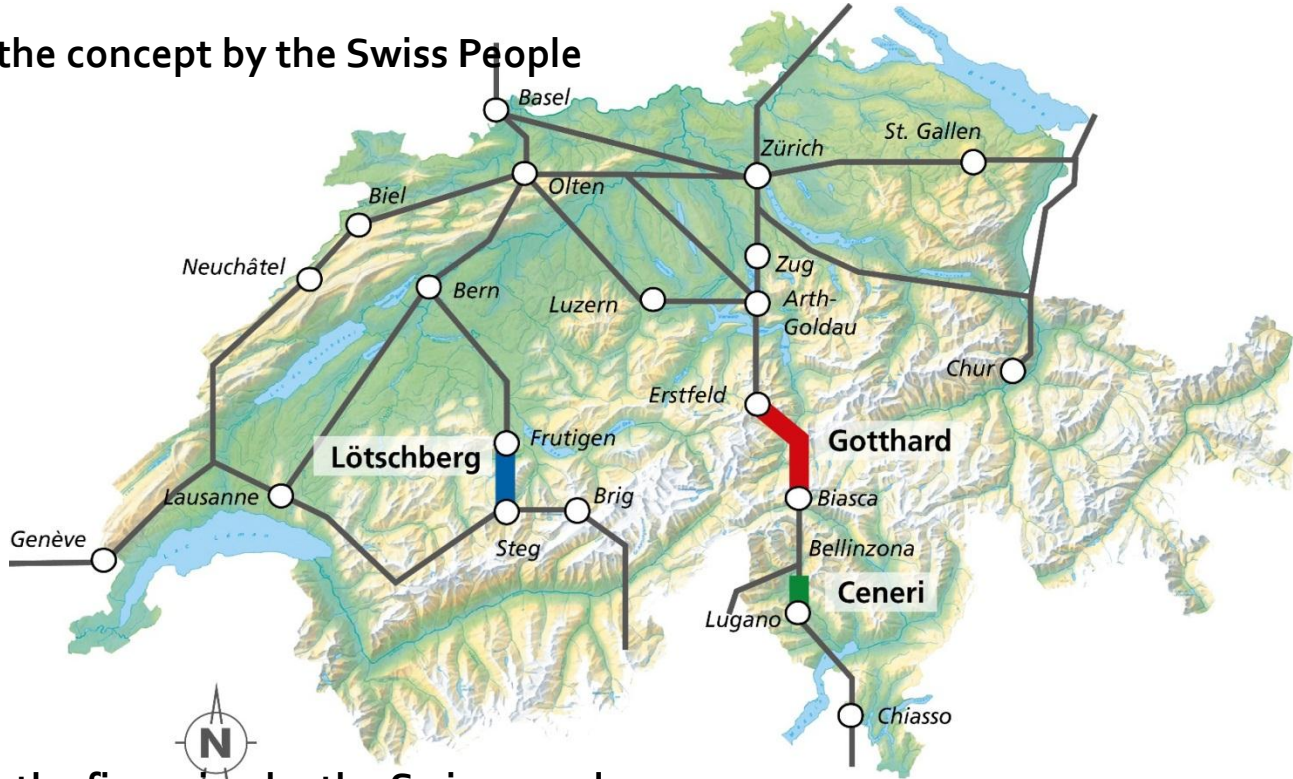 the concept by the Swiss People
Basel
St. Gallen
Zürich
Olten
Biel
Zug
Neuchâtel
Bern
Luzern
Arth-
Goldau
Chur
Erstfeld
Frutigen
Gotthard
Lötschberg
Lausanne
Brig
Biasca
Genève
Steg
Bellinzona
Ceneri
Lugano
Chiasso
N